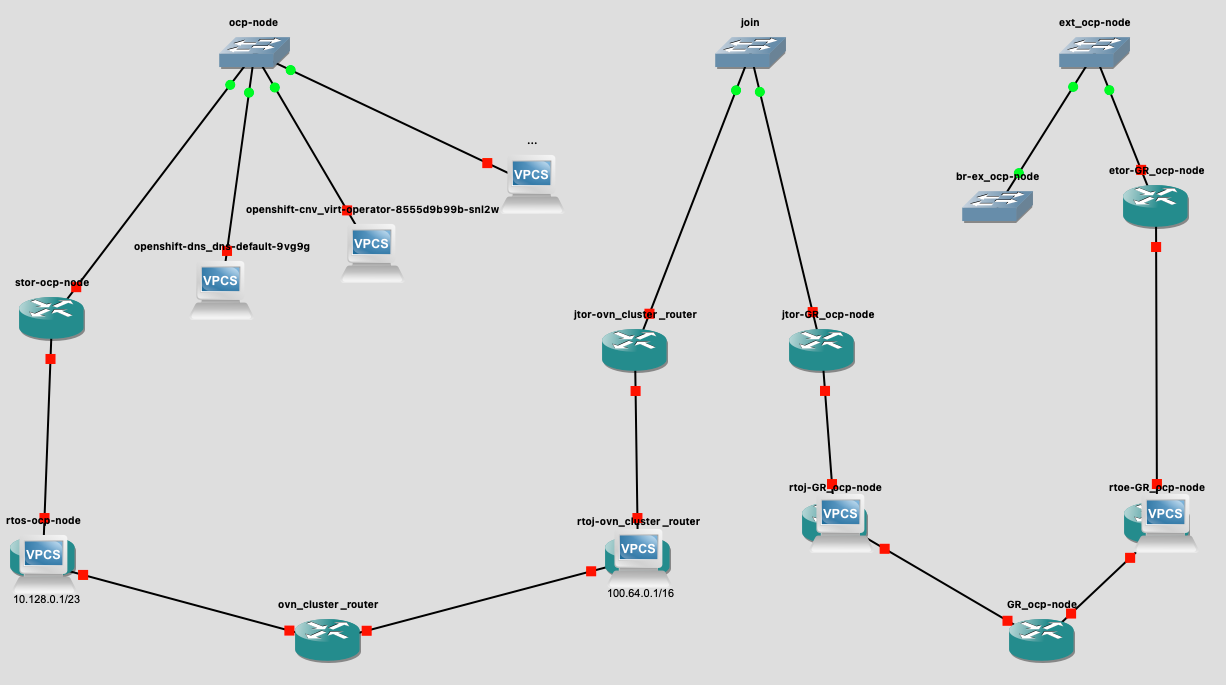 ocp-node
join
ext_ocp-node
...
VPCS
br-ex_ocp-node
etor-GR_ocp-node
openshift-cnv_virt-operator-8555d9b99b-snl2w
VPCS
openshift-dns_dns-default-9vg9g
VPCS
stor-ocp-node
jtor-ovn_cluster_router
jtor-GR_ocp-node
rtoj-GR_ocp-node
VPCS
rtoe-GR_ocp-node
VPCS
rtos-ocp-node
VPCS
10.128.0.1/23
rtoj-ovn_cluster_router
VPCS
100.64.0.1/16
ovn_cluster_router
GR_ocp-node